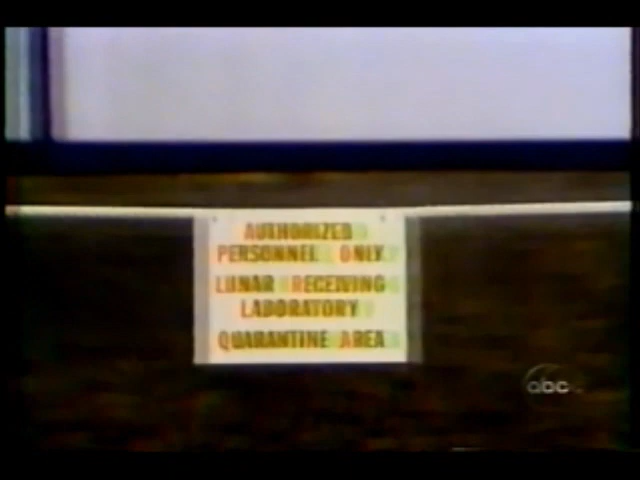 AUTHORIZED
PERSONNEL ONLY
LUNAR RECEIVING
LABORATORY
QUARANTINE AREA
abc